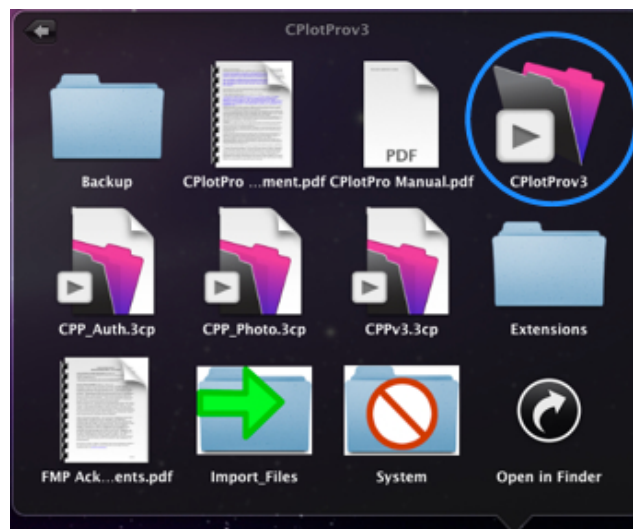 CPlotProv3
Backup
CPlotPro ...ment.pdf
PDF
CPlotPro Manual.pdf
CPlotProv3
CPP_Auth.3cp
CPP_Photo.3cp
CPPv3.3cp
Extensions
FMP Ack...ents.pdf
Import_Files
System
Open in Finder